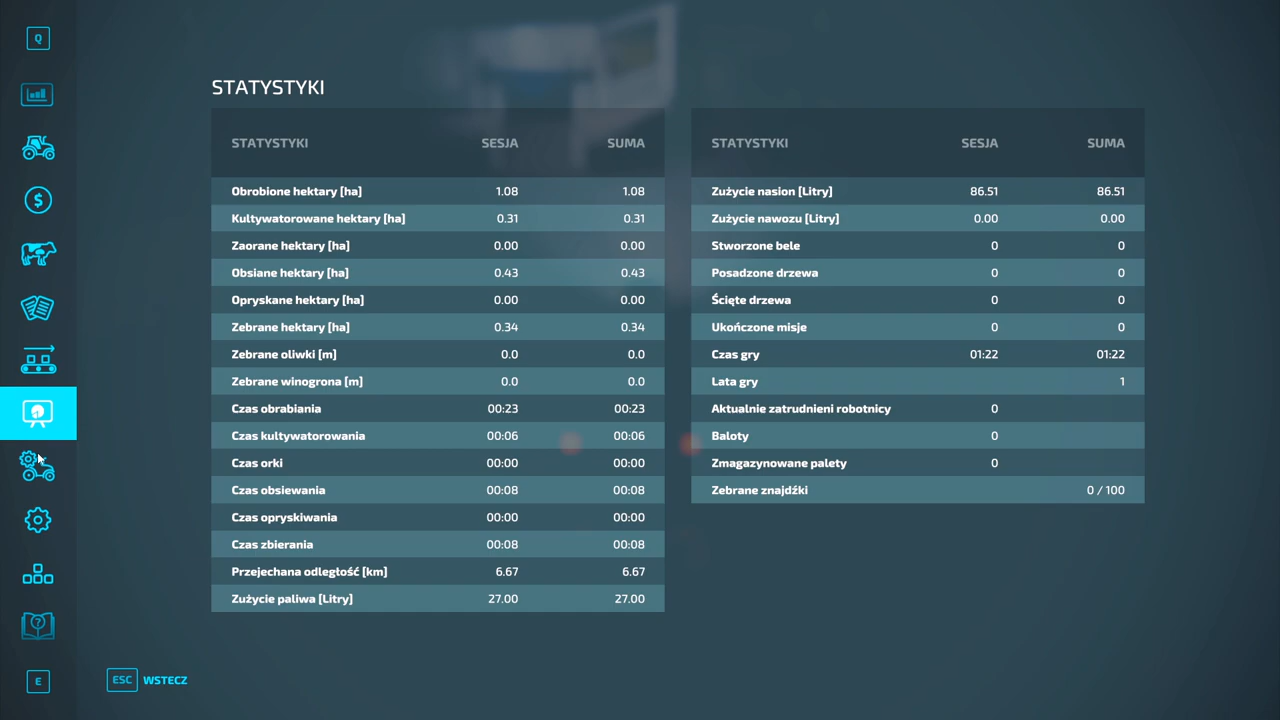 Q
STATYSTYKI
STATYSTYKI SESJA SUMA
Obrobione hektary [ha] 1.08 1.08
Kultywatorowane hektary [ha] 0.31 0.31
Zaorane hektary [ha] 0.00 0.00
Obsiane hektary [ha] 0.43 0.43
Opryskane hektary [ha] 0.00 0.00
Zebrane hektary [ha] 0.34 0.34
Zebrane oliwki [m] 0.0 0.0
Zebrane winogrona [m] 0.0 0.0
Czas obrabiania 00:23 00:23
Czas kultywatorowania 00:06 00:06
Czas orki 00:00 00:00
Czas obsiewania 00:08 00:08
Czas opryskiwania 00:00 00:00
Czas zbierania 00:08 00:08
Przejechana odległość [km] 6.67 6.67
Zużycie paliwa [Litry] 27.00 27.00
STATYSTYKI SESJA SUMA
Zużycie nasion [Litry] 86.51 86.51
Zużycie nawozu [Litry] 0.00 0.00
Stworzone bele 0 0
Posadzone drzewa 0 0
Ścięte drzewa 0 0
Ukończone misje 0 0
Czas gry 01:22 01:22
Lata gry 1
Aktualnie zatrudnieni robotnicy 0
Baloty 0
Zmagazynowane palety 0
Zebrane znajdźki 0 / 100
E
ESC WSTECZ